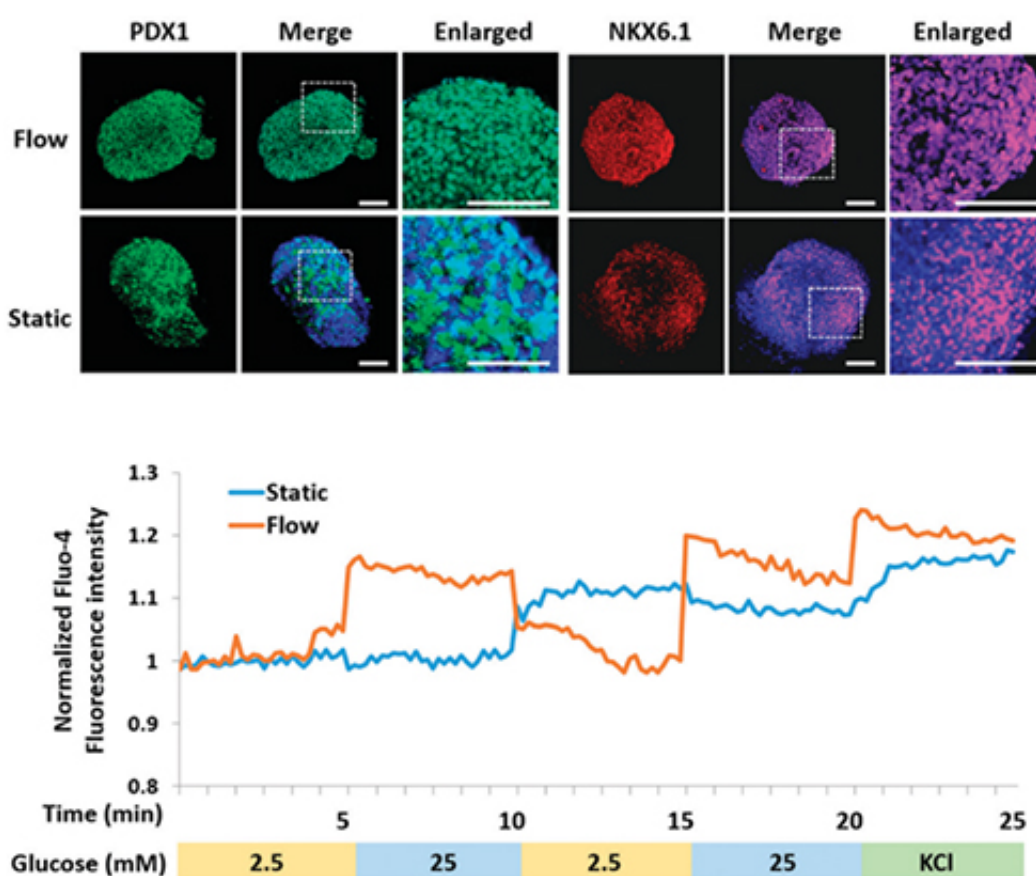 PDX1 Merge Enlarged NKX6.1 Merge Enlarged
Flow
Static
1.3
1.2
1.1
1
0.9
0.8
Normalized Fluo-4
Fluorescence intensity
Static
Flow
Time (min) 5 10 15 20 25
Glucose (mM) 2.5 25 2.5 25 KCl